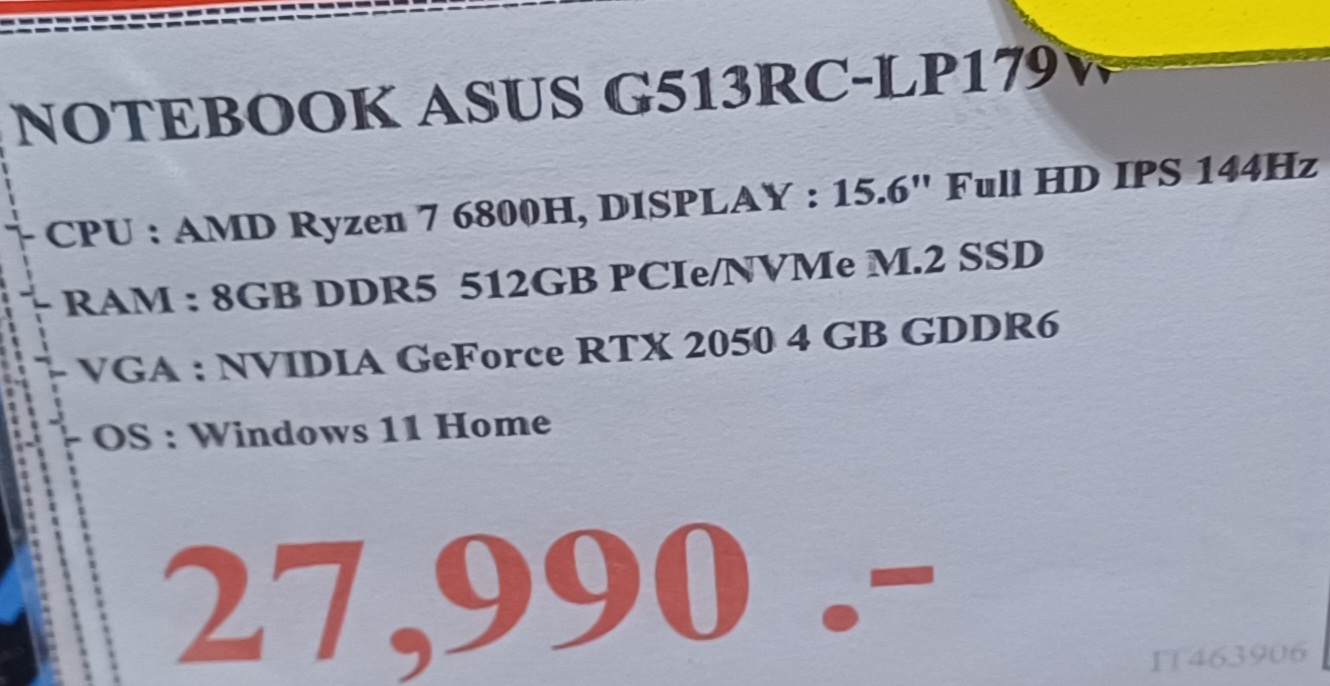 NOTEBOOK ASUS G513RC-LP179W
- CPU : AMD Ryzen 7 6800H, DISPLAY : 15.6" Full HD IPS 144Hz
- RAM : 8GB DDR5 512GB PCIe/NVMe M.2 SSD
- VGA : NVIDIA GeForce RTX 2050 4 GB GDDR6
- OS : Windows 11 Home
27,990 .-
IT463906